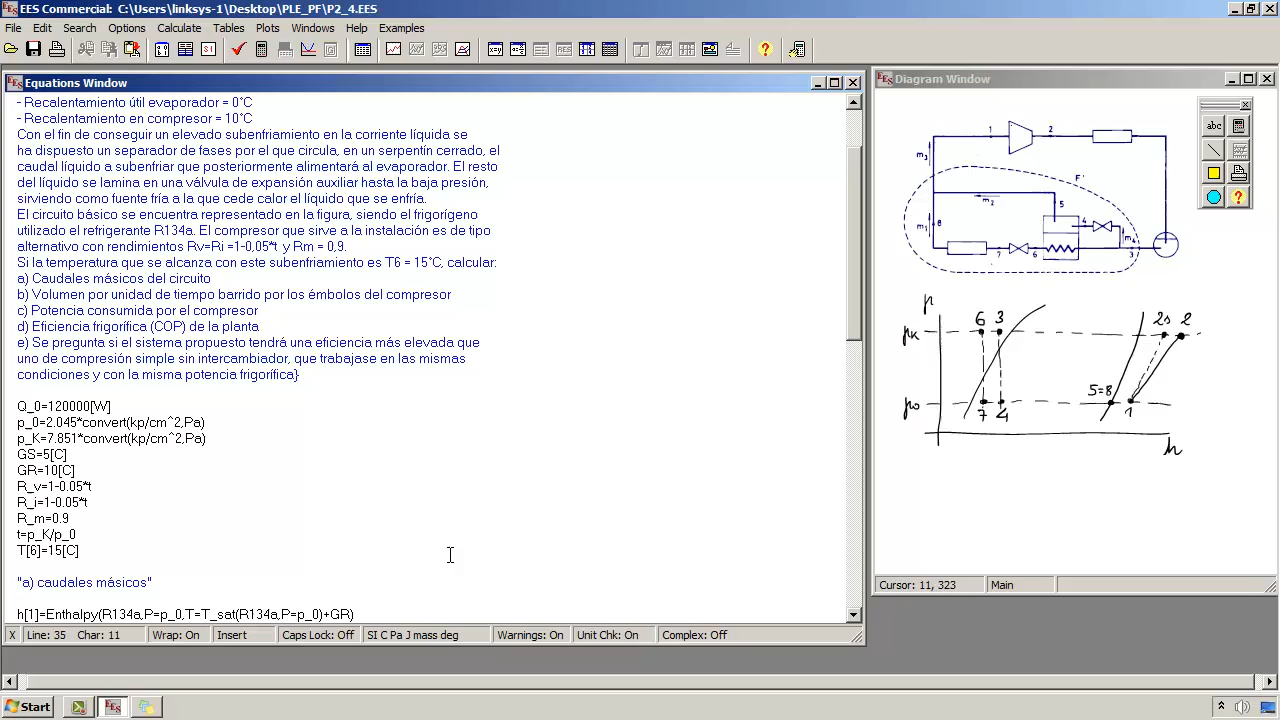 EES Commercial: C:\Users\linksys-1\Desktop\PLE_PF\P2_4.EES
File Edit Search Options Calculate Tables Plots Windows Help Examples
Equations Window
- Recalentamiento útil evaporador = 0°C
- Recalentamiento en compresor = 10°C
Con el fin de conseguir un elevado subenfriamiento en la corriente líquida se
ha dispuesto un separador de fases por el que circula, en un serpentín cerrado, el
caudal líquido a subenfriar que posteriormente alimentará al evaporador. El resto
del líquido se lamina en una válvula de expansión auxiliar hasta la baja presión,
sirviendo como fuente fría a la que cede calor el líquido que se enfría.
El circuito básico se encuentra representado en la figura, siendo el frigorígeno
utilizado el refrigerante R134a. El compresor que sirve a la instalación es de tipo
alternativo con rendimientos Rv=Ri =1-0,05*t y Rm = 0,9.
Si la temperatura que se alcanza con este subenfriamiento es T6 = 15°C, calcular:
a) Caudales másicos del circuito
b) Volumen por unidad de tiempo barrido por los émbolos del compresor
c) Potencia consumida por el compresor
d) Eficiencia frigorífica (COP) de la planta
e) Se pregunta si el sistema propuesto tendrá una eficiencia más elevada que
uno de compresión simple sin intercambiador, que trabajase en las mismas
condiciones y con la misma potencia frigorífica}
Q_0=120000[W]
p_0=2.045*convert(kp/cm^2,Pa)
p_K=7.851*convert(kp/cm^2,Pa)
GS=5[C]
GR=10[C]
R_v=1-0.05*t
R_i=1-0.05*t
R_m=0.9
t=p_K/p_0
T[6]=15[C]
"a) caudales másicos"
h[1]=Enthalpy(R134a,P=p_0,T=T_sat(R134a,P=p_0)+GR)
X Line: 35 Char: 11 Wrap: On Insert Caps Lock: Off SI C Pa J mass deg Warnings: On Unit Chk: On Complex: Off
Diagram Window
abc
1 2
m3
F'
m2 5
m1 8 4 m4
7 6 3
p
6 3 2s 2
pk
5=8
po
7 4 1
h
Cursor: 11, 323 Main
Start